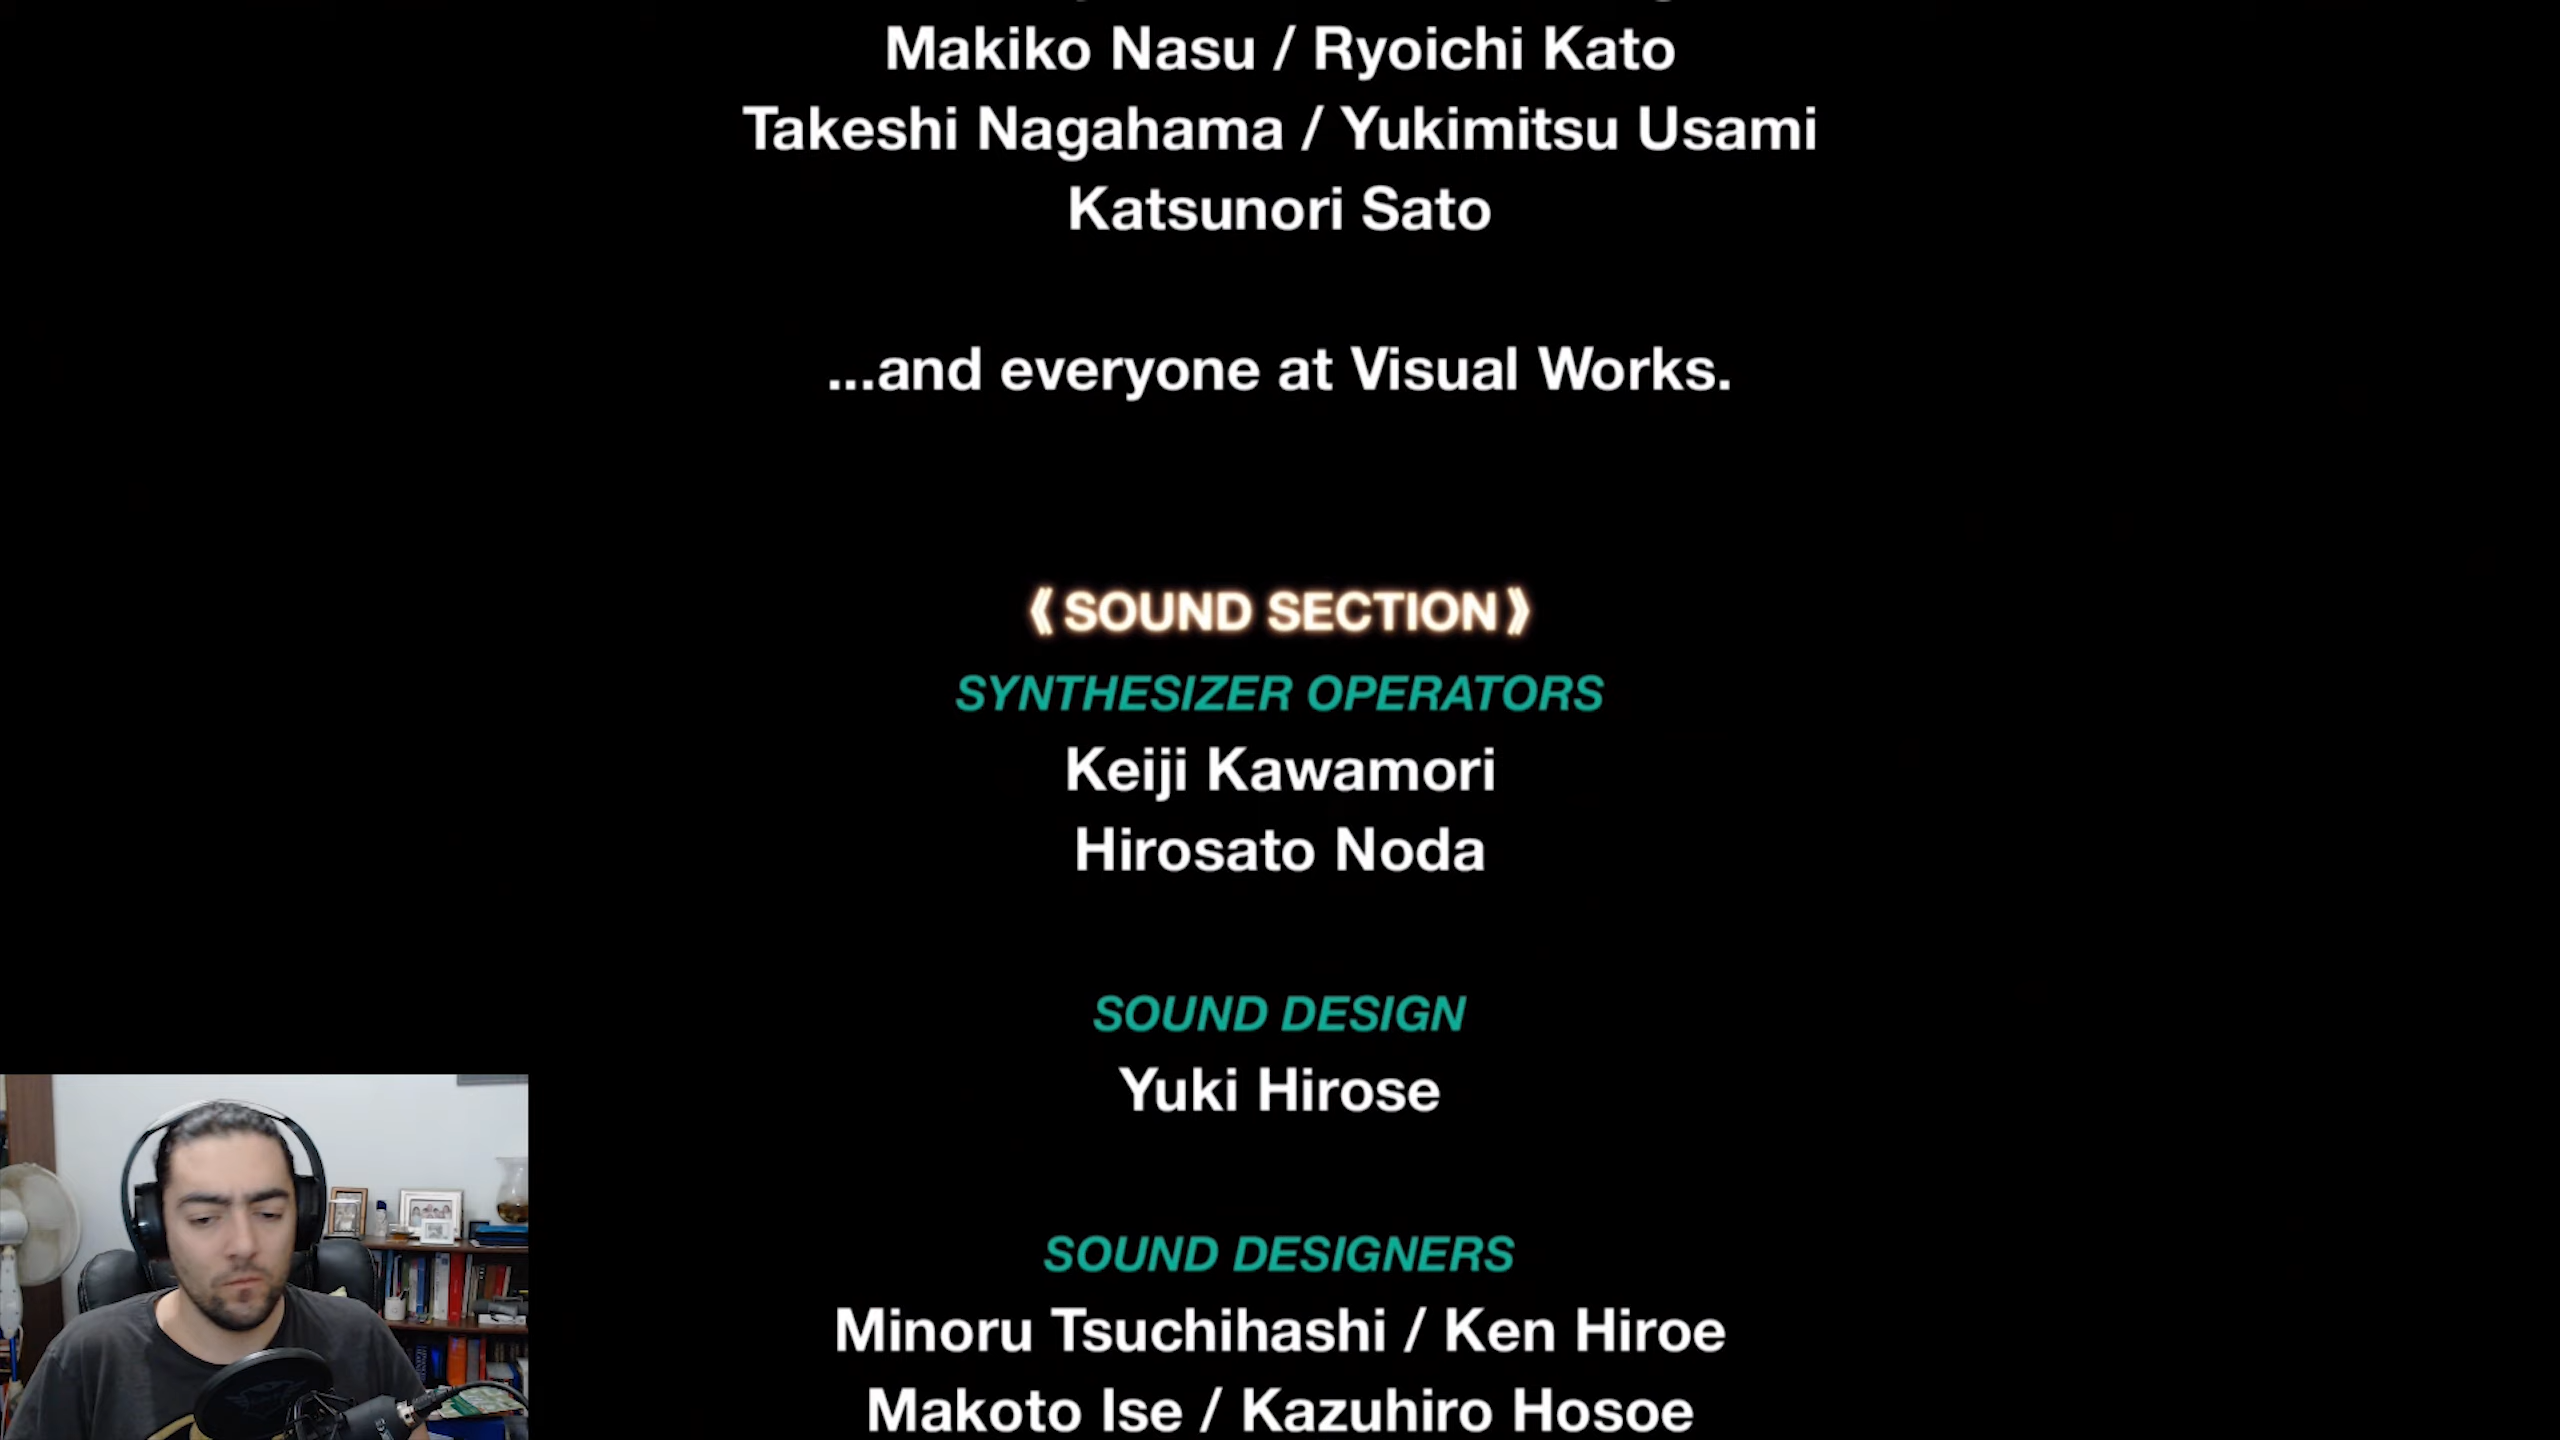 Makiko Nasu / Ryoichi Kato
Takeshi Nagahama / Yukimitsu Usami
Katsunori Sato
...and everyone at Visual Works.
《SOUND SECTION》
SYNTHESIZER OPERATORS
Keiji Kawamori
Hirosato Noda
SOUND DESIGN
Yuki Hirose
SOUND DESIGNERS
Minoru Tsuchihashi / Ken Hiroe
Makoto Ise / Kazuhiro Hosoe